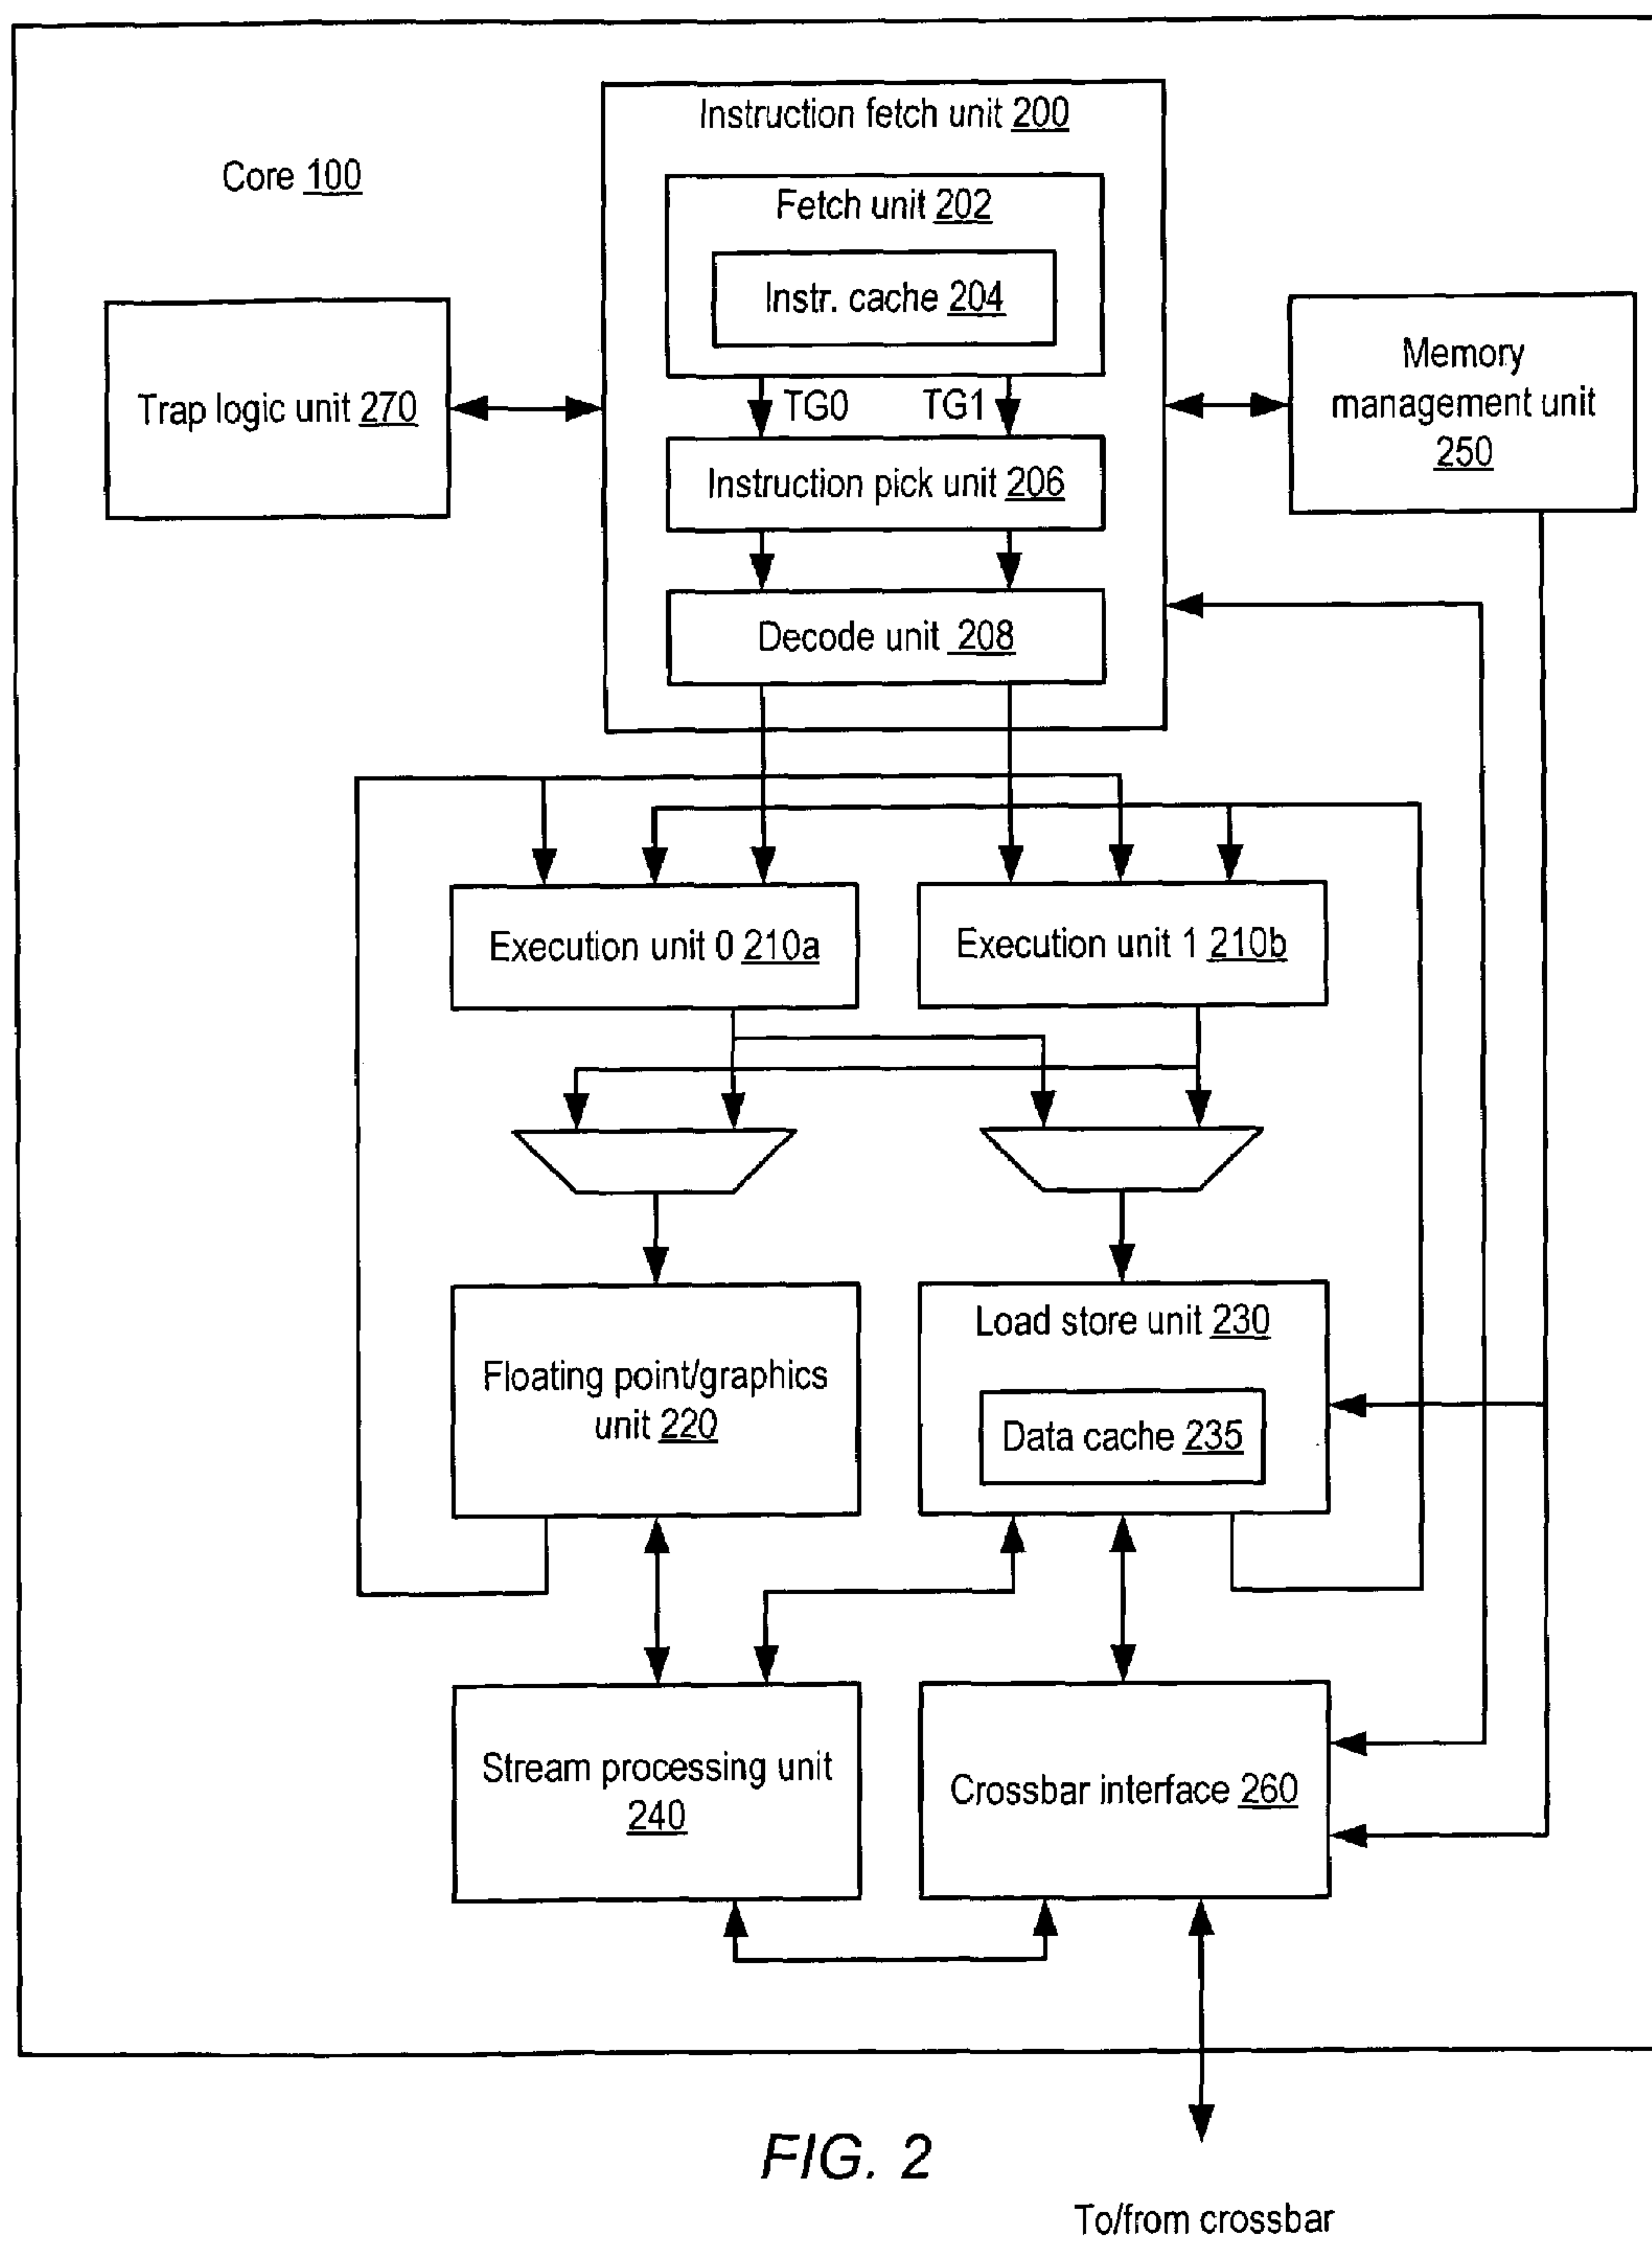 Instruction fetch unit 200
Core 100
Fetch unit 202
Instr. cache 204
Trap logic unit 270
TG0 TG1
Memory
management unit
250
Instruction pick unit 206
Decode unit 208
Execution unit 0 210a
Execution unit 1 210b
Floating point/graphics
unit 220
Load store unit 230
Data cache 235
Stream processing unit
240
Crossbar interface 260
FIG. 2
To/from crossbar